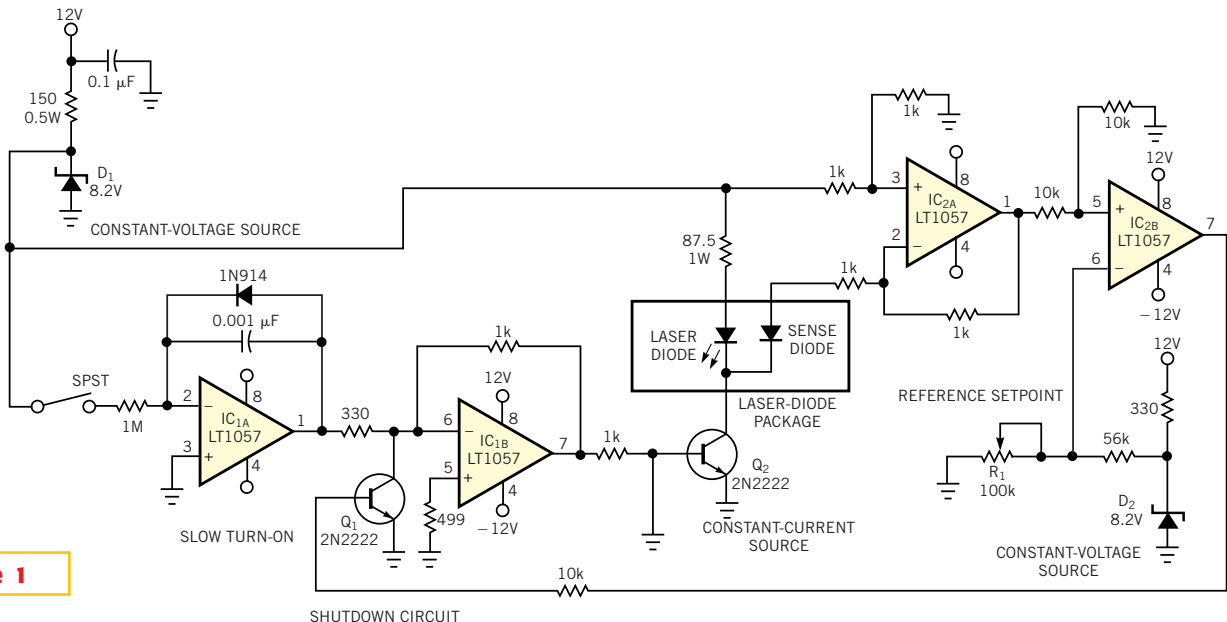 12V
0.1 µF
150
0.5W
D1
8.2V
CONSTANT-VOLTAGE SOURCE
1N914
0.001 µF
SPST
1M
2
3
8
4
1
IC1A
LT1057
SLOW TURN-ON
330
Q1
2N2222
1k
12V
6
5
8
4
7
IC1B
LT1057
499
−12V
1k
SHUTDOWN CIRCUIT
10k
87.5
1W
LASER
DIODE
SENSE
DIODE
LASER-DIODE
PACKAGE
Q2
2N2222
CONSTANT-CURRENT
SOURCE
1k
1k
1k
1k
3
2
8
4
1
IC2A
LT1057
10k
10k
12V
5
6
8
4
7
IC2B
LT1057
−12V
REFERENCE SETPOINT
12V
330
56k
R1
100k
D2
8.2V
CONSTANT-VOLTAGE
SOURCE
e 1